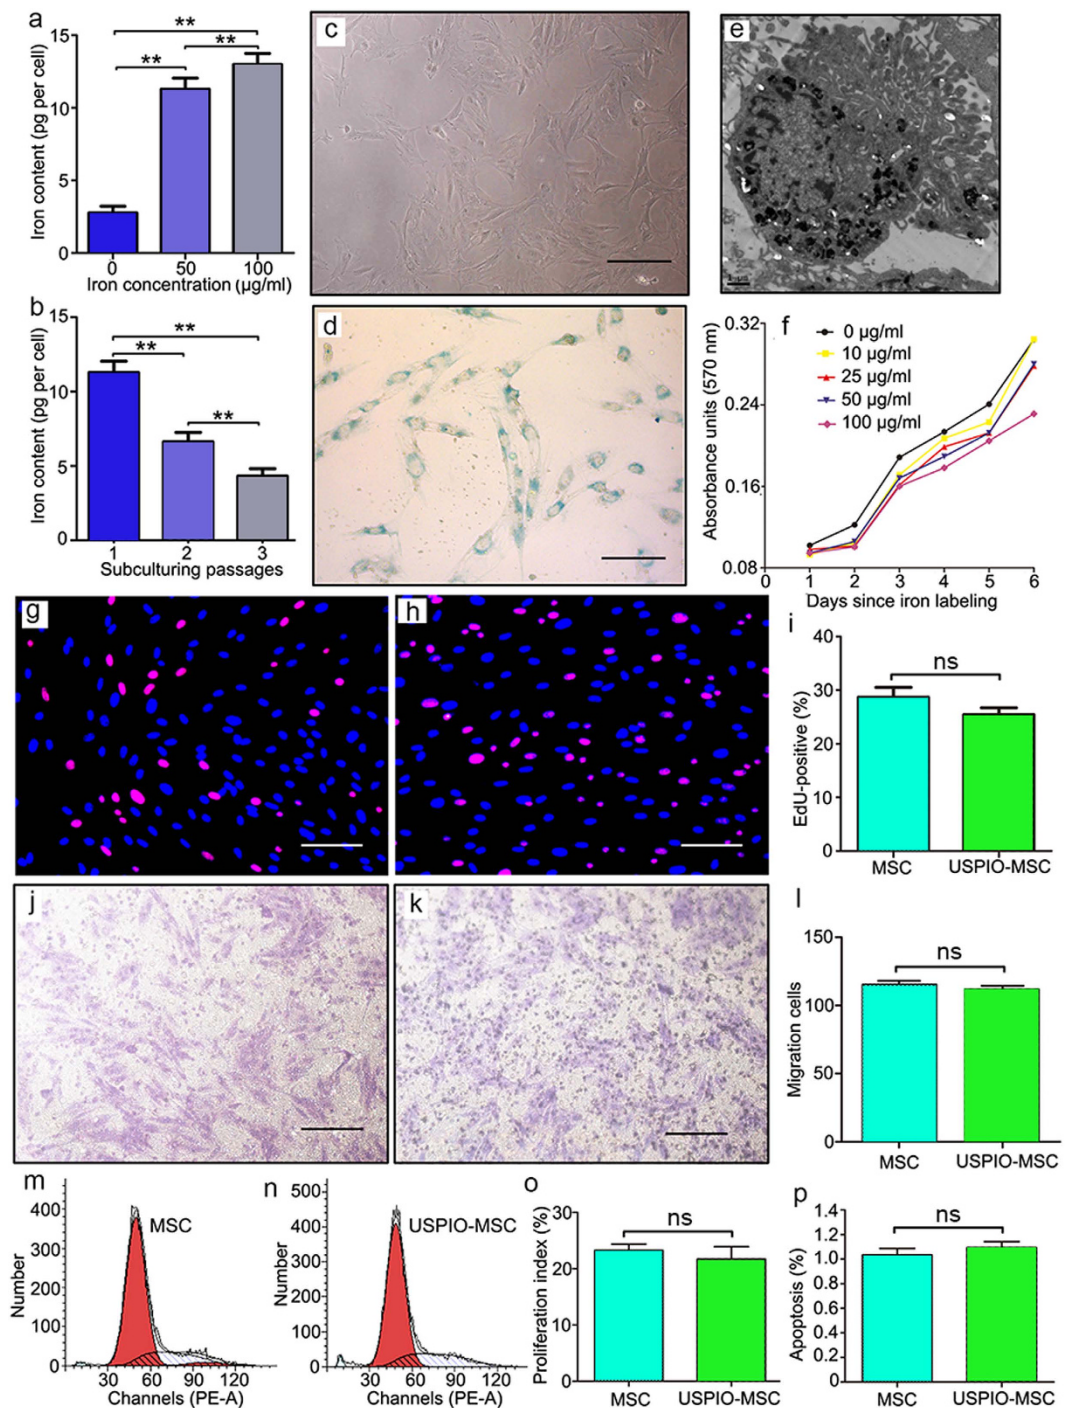 a
**
**
**
15
10
5
0
Iron content (pg per cell)
0
50
100
Iron concentration (µg/ml)
b
**
**
**
15
10
5
0
Iron content (pg per cell)
1
2
3
Subculturing passages
c
d
e
f
0.32
0.24
0.16
0.08
Absorbance units (570 nm)
0 µg/ml
10 µg/ml
25 µg/ml
50 µg/ml
100 µg/ml
0
1
2
3
4
5
6
Days since iron labeling
g
h
i
40
30
20
10
0
EdU-positive (%)
ns
MSC
USPIO-MSC
j
k
l
150
100
50
0
Migration cells
ns
MSC
USPIO-MSC
m
400
300
200
100
0
Number
MSC
30
60
90
120
Channels (PE-A)
n
500
400
300
200
100
0
Number
USPIO-MSC
30
60
90
120
Channels (PE-A)
o
30
20
10
0
Proliferation index (%)
ns
MSC
USPIO-MSC
p
1.4
1.2
1.0
0.8
0.6
0.4
0.2
0
Apoptosis (%)
ns
MSC
USPIO-MSC